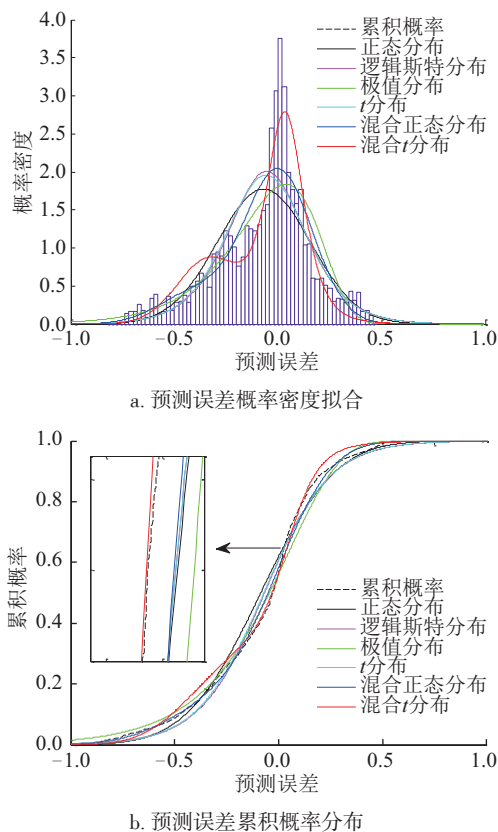 4.0
3.5
3.0
2.5
2.0
1.5
1.0
0.5
0.0
概率密度
累积概率
正态分布
逻辑斯特分布
极值分布
t分布
混合正态分布
混合t分布
−1.0 −0.5 0.0 0.5 1.0
预测误差
a. 预测误差概率密度拟合
1.0
0.8
0.6
0.4
0.2
0.0
累积概率
累积概率
正态分布
逻辑斯特分布
极值分布
t分布
混合正态分布
混合t分布
−1.0 −0.5 0.0 0.5 1.0
预测误差
b. 预测误差累积概率分布